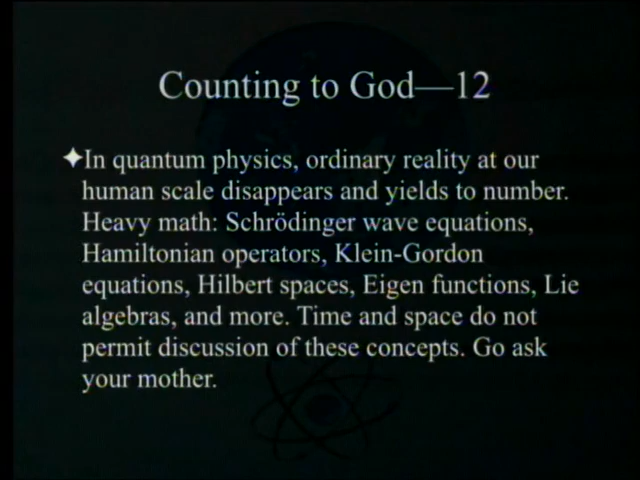 Counting to God—12
✦In quantum physics, ordinary reality at our
human scale disappears and yields to number.
Heavy math: Schrödinger wave equations,
Hamiltonian operators, Klein-Gordon
equations, Hilbert spaces, Eigen functions, Lie
algebras, and more. Time and space do not
permit discussion of these concepts. Go ask
your mother.